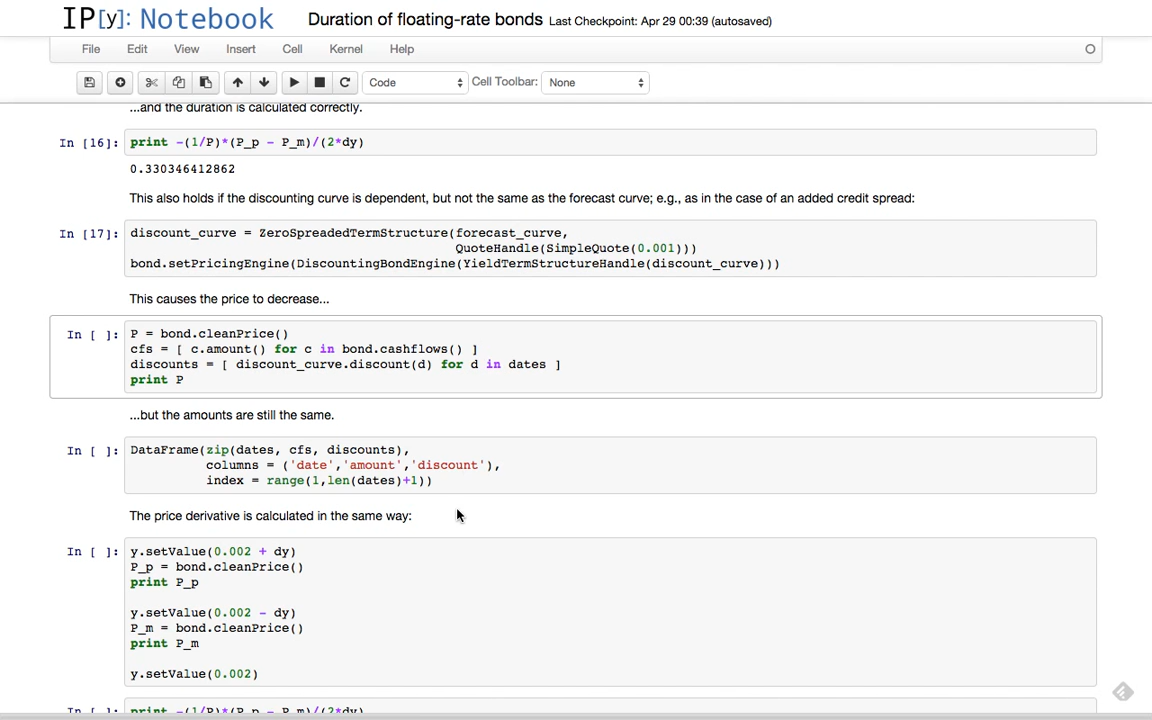 IP[y]: Notebook Duration of floating-rate bonds Last Checkpoint: Apr 29 00:39 (autosaved)
File Edit View Insert Cell Kernel Help
Code Cell Toolbar: None
...and the duration is calculated correctly.
In [16]: print -(1/P)*(P_p - P_m)/(2*dy)
0.330346412862
This also holds if the discounting curve is dependent, but not the same as the forecast curve; e.g., as in the case of an added credit spread:
In [17]: discount_curve = ZeroSpreadedTermStructure(forecast_curve,
QuoteHandle(SimpleQuote(0.001)))
bond.setPricingEngine(DiscountingBondEngine(YieldTermStructureHandle(discount_curve)))
This causes the price to decrease...
In [ ]: P = bond.cleanPrice()
cfs = [ c.amount() for c in bond.cashflows() ]
discounts = [ discount_curve.discount(d) for d in dates ]
print P
...but the amounts are still the same.
In [ ]: DataFrame(zip(dates, cfs, discounts),
columns = ('date','amount','discount'),
index = range(1,len(dates)+1))
The price derivative is calculated in the same way:
In [ ]: y.setValue(0.002 + dy)
P_p = bond.cleanPrice()
print P_p
y.setValue(0.002 - dy)
P_m = bond.cleanPrice()
print P_m
y.setValue(0.002)
In [ ]: print -(1/P)*(P_p - P_m)/(2*dy)